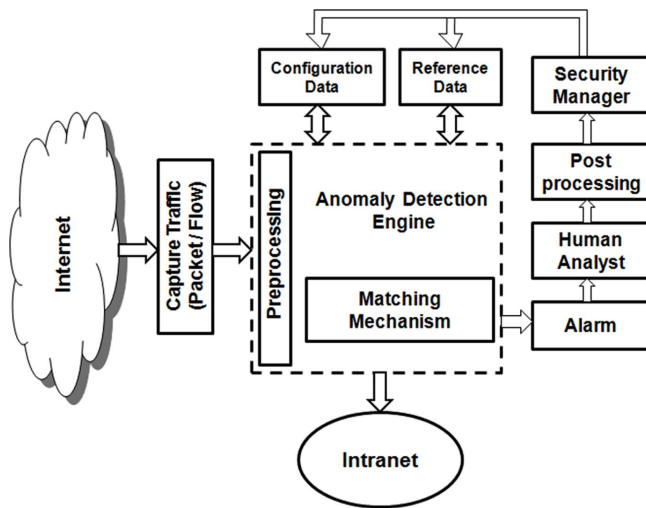 Configuration
Data
Reference
Data
Security
Manager
Post
processing
Human
Analyst
Alarm
Internet
Capture Traffic
(Packet / Flow)
Preprocessing
Anomaly Detection
Engine
Matching
Mechanism
Intranet